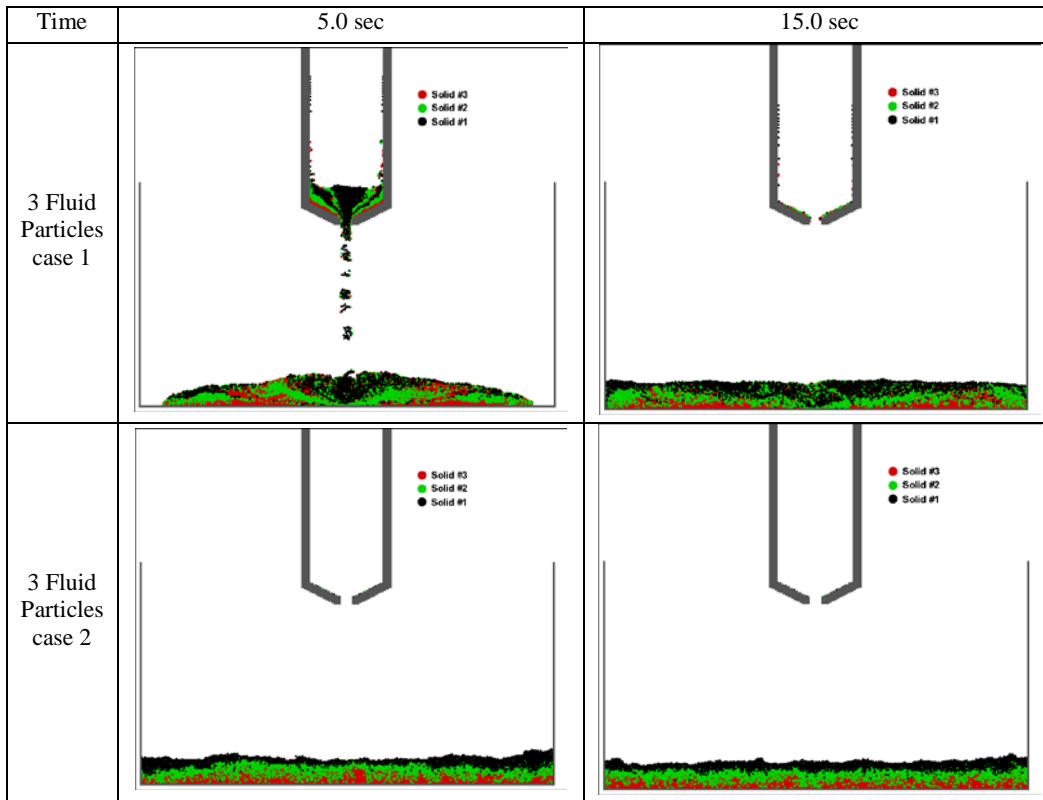 Time
5.0 sec
15.0 sec
3 Fluid
Particles
case 1
Solid #3
Solid #2
Solid #1
Solid #3
Solid #2
Solid #1
3 Fluid
Particles
case 2
Solid #3
Solid #2
Solid #1
Solid #3
Solid #2
Solid #1